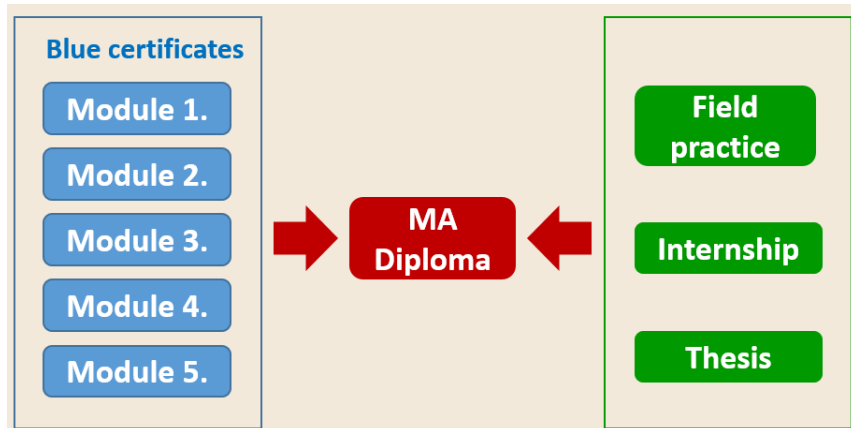 Blue certificates
Module 1.
Module 2.
Module 3.
Module 4.
Module 5.
MA
Diploma
Field
practice
Internship
Thesis